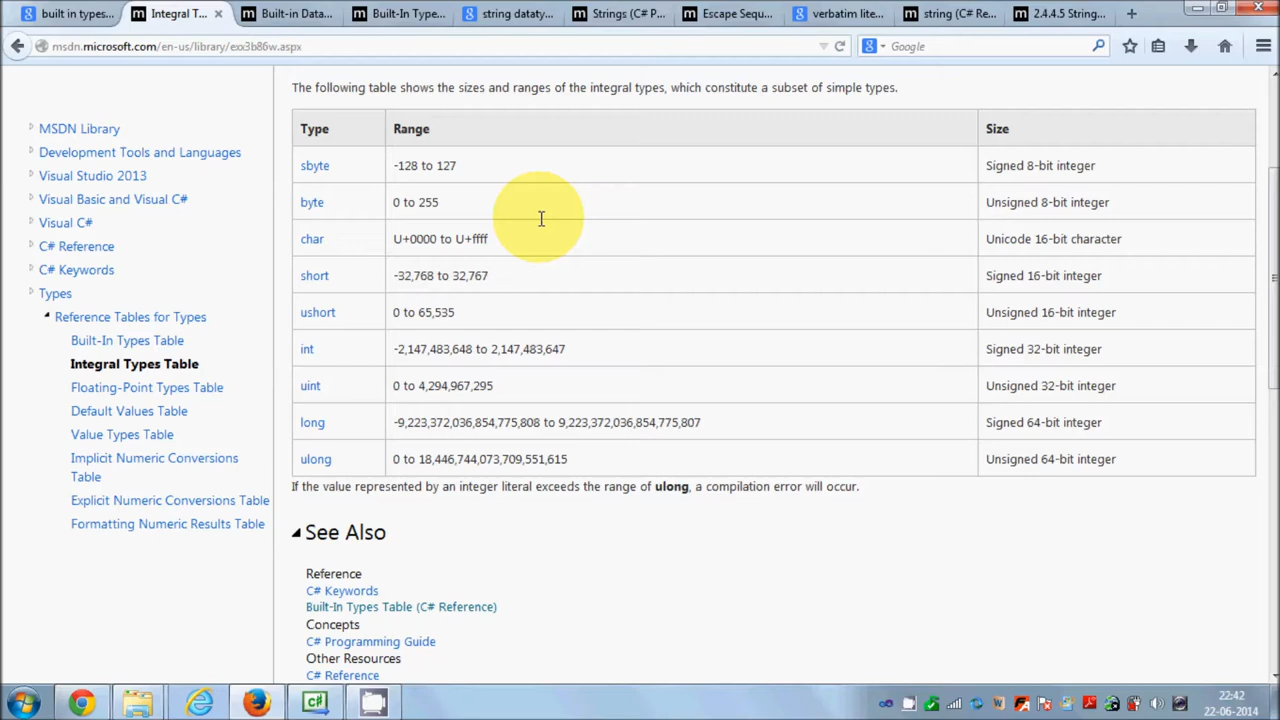 built in types...
Integral T...
Built-in Data...
Built-In Type...
string dataty...
Strings (C# P...
Escape Sequ...
verbatim lite...
string (C# Re...
2.4.4.5 String...
msdn.microsoft.com/en-us/library/exx3b86w.aspx
Google
MSDN Library
Development Tools and Languages
Visual Studio 2013
Visual Basic and Visual C#
Visual C#
C# Reference
C# Keywords
Types
Reference Tables for Types
Built-In Types Table
Integral Types Table
Floating-Point Types Table
Default Values Table
Value Types Table
Implicit Numeric Conversions
Table
Explicit Numeric Conversions Table
Formatting Numeric Results Table
The following table shows the sizes and ranges of the integral types, which constitute a subset of simple types.
Type Range Size
sbyte -128 to 127 Signed 8-bit integer
byte 0 to 255 Unsigned 8-bit integer
char U+0000 to U+ffff Unicode 16-bit character
short -32,768 to 32,767 Signed 16-bit integer
ushort 0 to 65,535 Unsigned 16-bit integer
int -2,147,483,648 to 2,147,483,647 Signed 32-bit integer
uint 0 to 4,294,967,295 Unsigned 32-bit integer
long -9,223,372,036,854,775,808 to 9,223,372,036,854,775,807 Signed 64-bit integer
ulong 0 to 18,446,744,073,709,551,615 Unsigned 64-bit integer
If the value represented by an integer literal exceeds the range of ulong, a compilation error will occur.
See Also
Reference
C# Keywords
Built-In Types Table (C# Reference)
Concepts
C# Programming Guide
Other Resources
C# Reference
22:42
22-06-2014